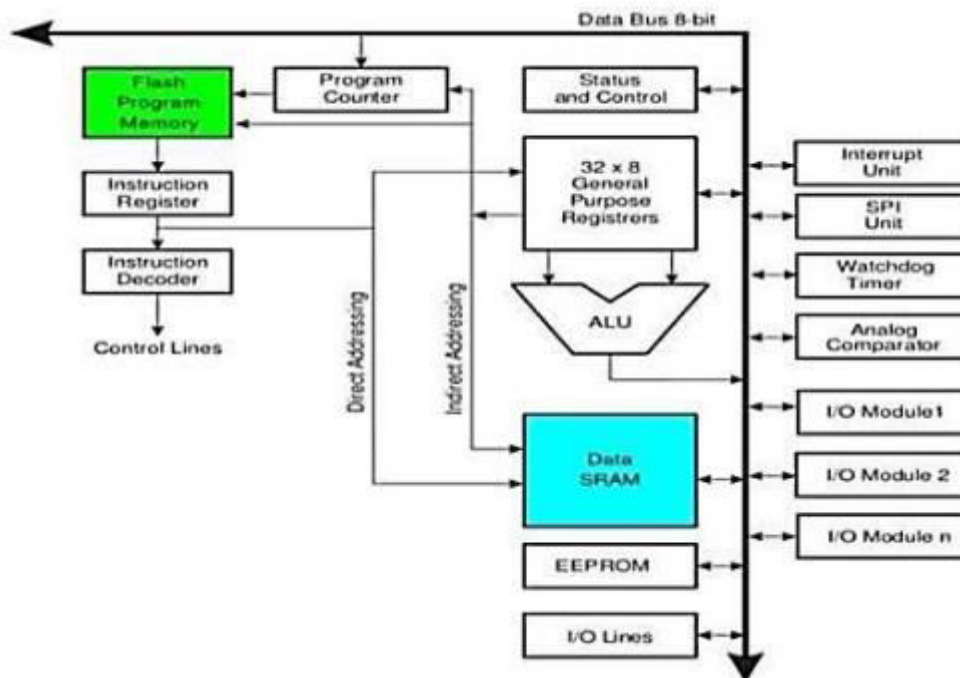 Data Bus 8-bit
Flash
Program
Memory
Program
Counter
Status
and Control
32 x 8
General
Purpose
Registrers
Interrupt
Unit
Instruction
Register
SPI
Unit
Instruction
Decoder
Watchdog
Timer
ALU
Control Lines
Direct Addressing
Indirect Addressing
Analog
Comparator
I/O Module1
Data
SRAM
I/O Module 2
I/O Module n
EEPROM
I/O Lines